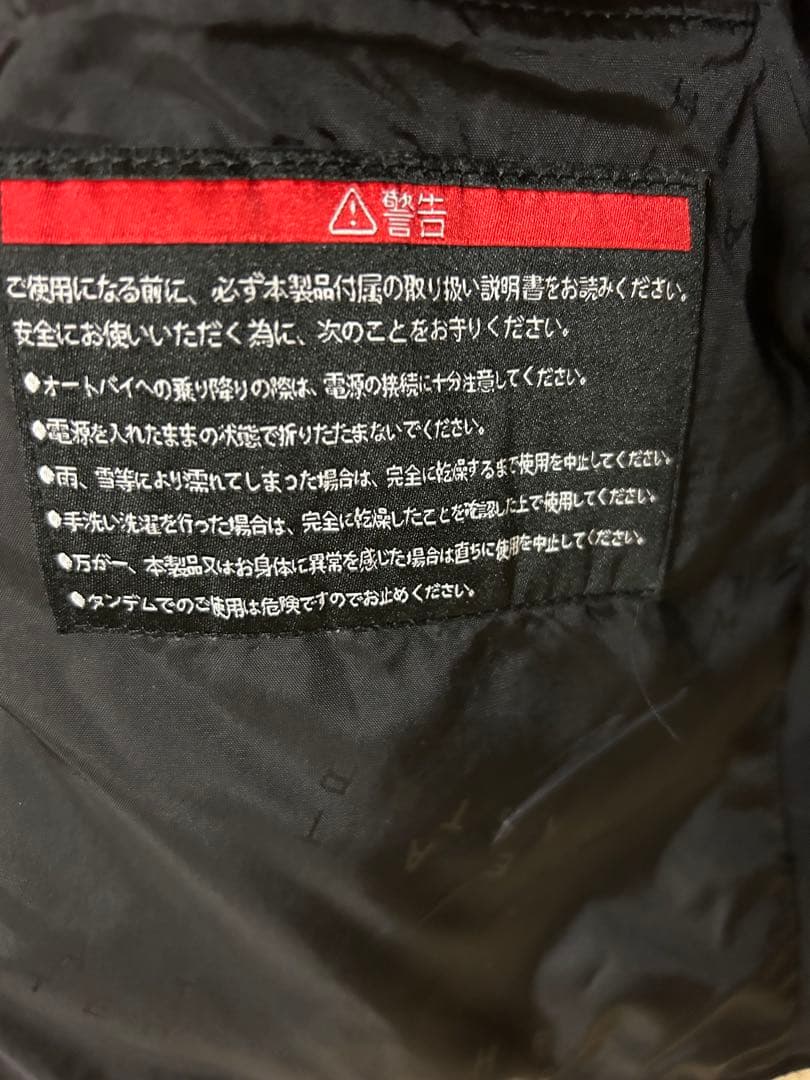 警告
ご使用になる前に、必ず本製品付属の取り扱い説明書をお読みください。
安全にお使いいただく為に、次のことをお守りください。
●オートバイへの乗り降りの際は、電源の接続に十分注意してください。
●電源を入れたままの状態で折りたたまないでください。
●雨、雪等により濡れてしまった場合は、完全に乾燥するまで使用を中止してください。
●手洗い洗濯を行った場合は、完全に乾燥したことを確認した上で使用してください。
●万が一、本製品又はお身体に異常を感じた場合は直ちに使用を中止してください。
●タンデムでのご使用は危険ですのでお止めください。